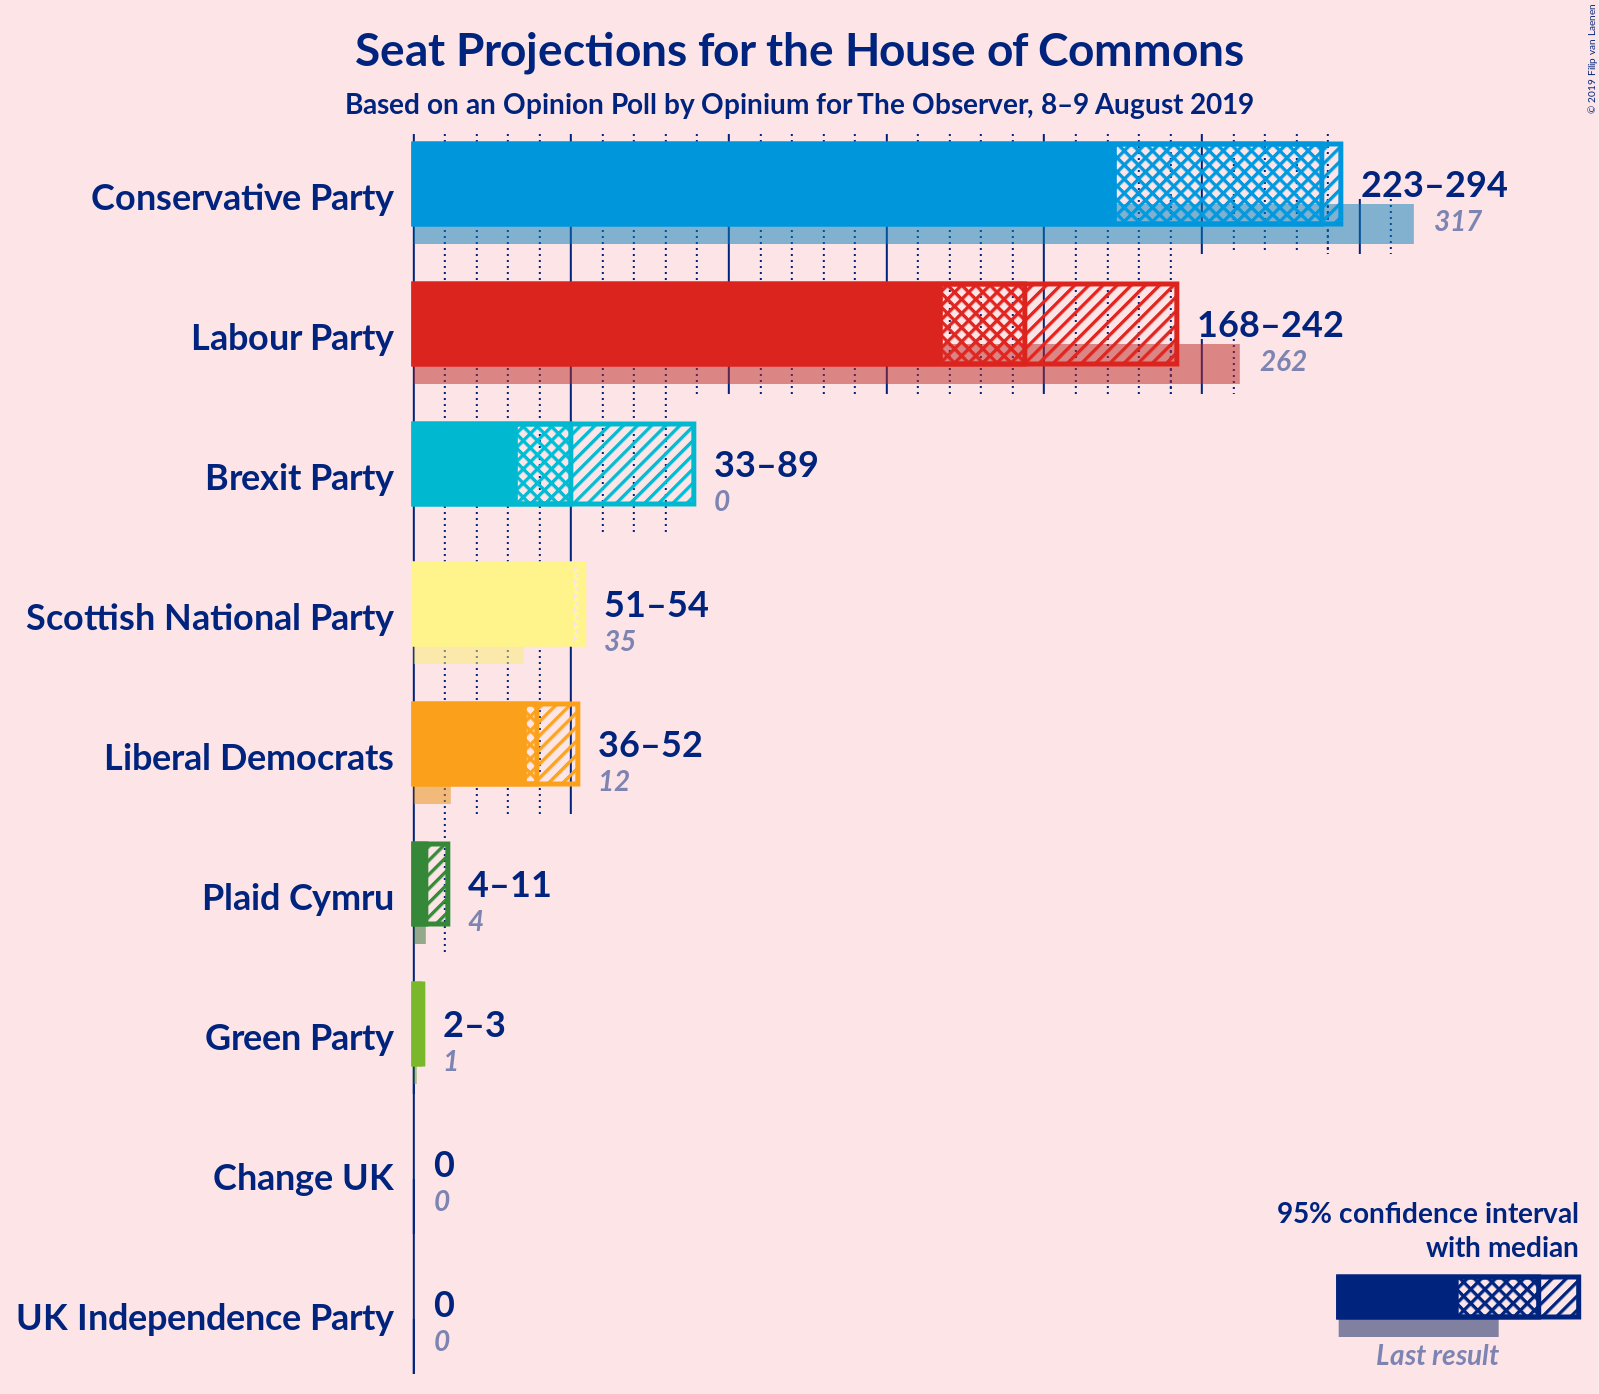 Seat Projections for the House of Commons
Based on an Opinion Poll by Opinium for The Observer, 8–9 August 2019
© 2019 Filip van Laenen
Conservative Party
223–294
317
Labour Party
168–242
262
Brexit Party
33–89
0
Scottish National Party
51–54
35
Liberal Democrats
36–52
12
Plaid Cymru
4–11
4
Green Party
2–3
1
Change UK
0
0
UK Independence Party
0
0
95% confidence interval
with median
Last result